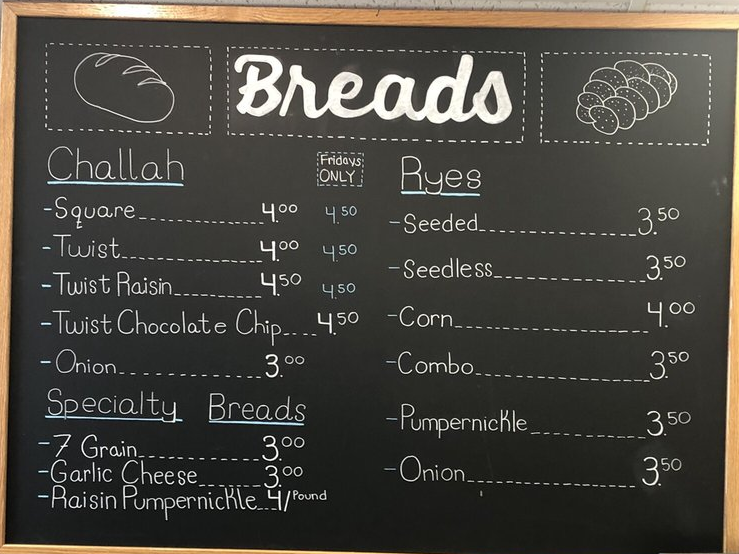 Breads
Challah
Fridays
ONLY
-Square 4.00 4.50
-Twist 4.00 4.50
-Twist Raisin 4.50 4.50
-Twist Chocolate Chip 4.50
-Onion 3.00
Specialty Breads
-7 Grain 3.00
-Garlic Cheese 3.00
-Raisin Pumpernickle 4/Pound
Ryes
-Seeded 3.50
-Seedless 3.50
-Corn 4.00
-Combo 3.50
-Pumpernickle 3.50
-Onion 3.50